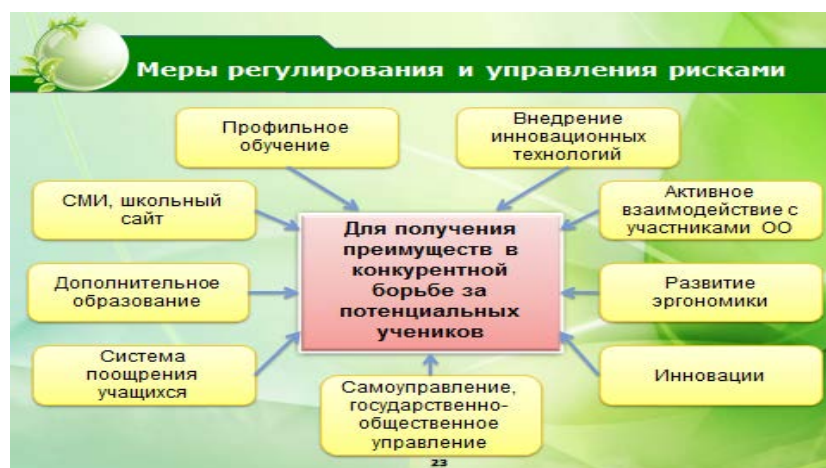 Меры регулирования и управления рисками
Профильное
обучение
Внедрение
инновационных
технологий
СМИ, школьный
сайт
Активное
взаимодействие с
участниками ОО
Для получения
преимуществ в
конкурентной
борьбе за
потенциальных
учеников
Дополнительное
образование
Развитие
эргономики
Система
поощрения
учащихся
Самоуправление,
государственно-
общественное
управление
Инновации
23